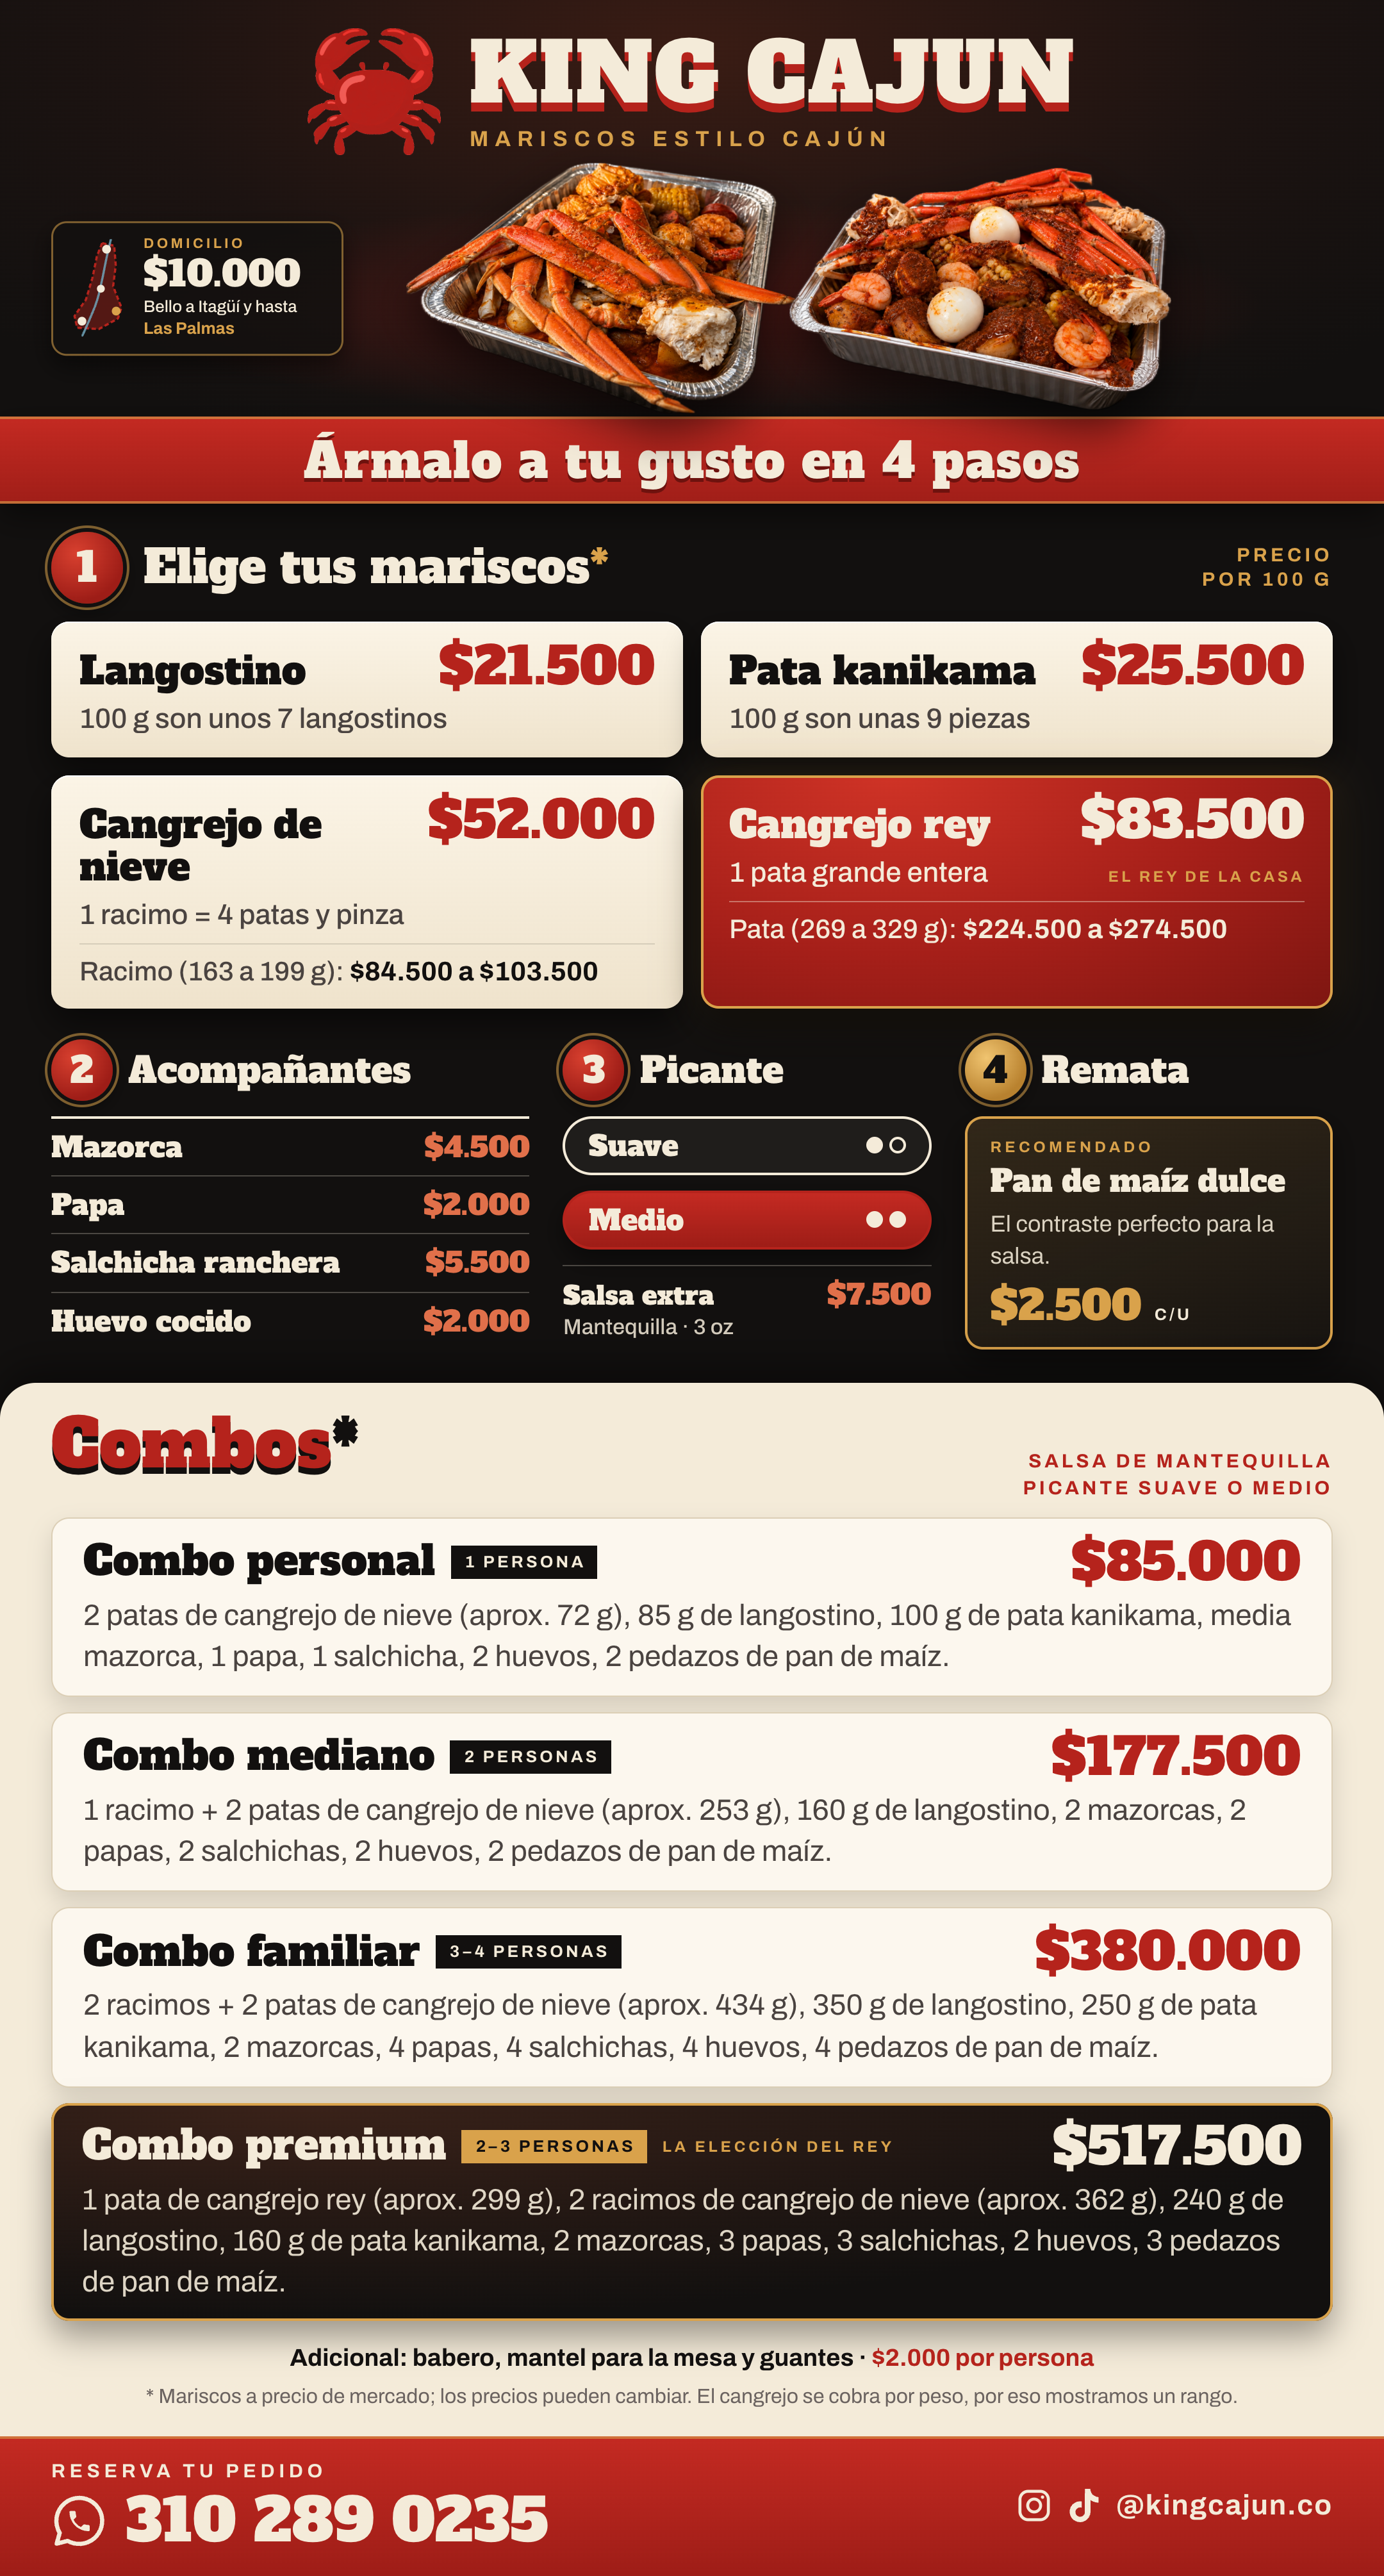 KING CAJUN
MARISCOS ESTILO CAJÚN
DOMICILIO
$10.000
Bello a Itagüí y hasta
Las Palmas
Ármalo a tu gusto en 4 pasos
1 Elige tus mariscos*
PRECIO
POR 100 G
Langostino $21.500
100 g son unos 7 langostinos
Pata kanikama $25.500
100 g son unas 9 piezas
Cangrejo de $52.000
nieve
1 racimo = 4 patas y pinza
Racimo (163 a 199 g): $84.500 a $103.500
Cangrejo rey $83.500
1 pata grande entera EL REY DE LA CASA
Pata (269 a 329 g): $224.500 a $274.500
2 Acompañantes
Mazorca $4.500
Papa $2.000
Salchicha ranchera $5.500
Huevo cocido $2.000
3 Picante
Suave
Medio
Salsa extra $7.500
Mantequilla · 3 oz
4 Remata
RECOMENDADO
Pan de maíz dulce
El contraste perfecto para la
salsa.
$2.500 C/U
Combos*
SALSA DE MANTEQUILLA
PICANTE SUAVE O MEDIO
Combo personal 1 PERSONA $85.000
2 patas de cangrejo de nieve (aprox. 72 g), 85 g de langostino, 100 g de pata kanikama, media
mazorca, 1 papa, 1 salchicha, 2 huevos, 2 pedazos de pan de maíz.
Combo mediano 2 PERSONAS $177.500
1 racimo + 2 patas de cangrejo de nieve (aprox. 253 g), 160 g de langostino, 2 mazorcas, 2
papas, 2 salchichas, 2 huevos, 2 pedazos de pan de maíz.
Combo familiar 3–4 PERSONAS $380.000
2 racimos + 2 patas de cangrejo de nieve (aprox. 434 g), 350 g de langostino, 250 g de pata
kanikama, 2 mazorcas, 4 papas, 4 salchichas, 4 huevos, 4 pedazos de pan de maíz.
Combo premium 2–3 PERSONAS LA ELECCIÓN DEL REY $517.500
1 pata de cangrejo rey (aprox. 299 g), 2 racimos de cangrejo de nieve (aprox. 362 g), 240 g de
langostino, 160 g de pata kanikama, 2 mazorcas, 3 papas, 3 salchichas, 2 huevos, 3 pedazos
de pan de maíz.
Adicional: babero, mantel para la mesa y guantes · $2.000 por persona
* Mariscos a precio de mercado; los precios pueden cambiar. El cangrejo se cobra por peso, por eso mostramos un rango.
RESERVA TU PEDIDO
310 289 0235
@kingcajun.co